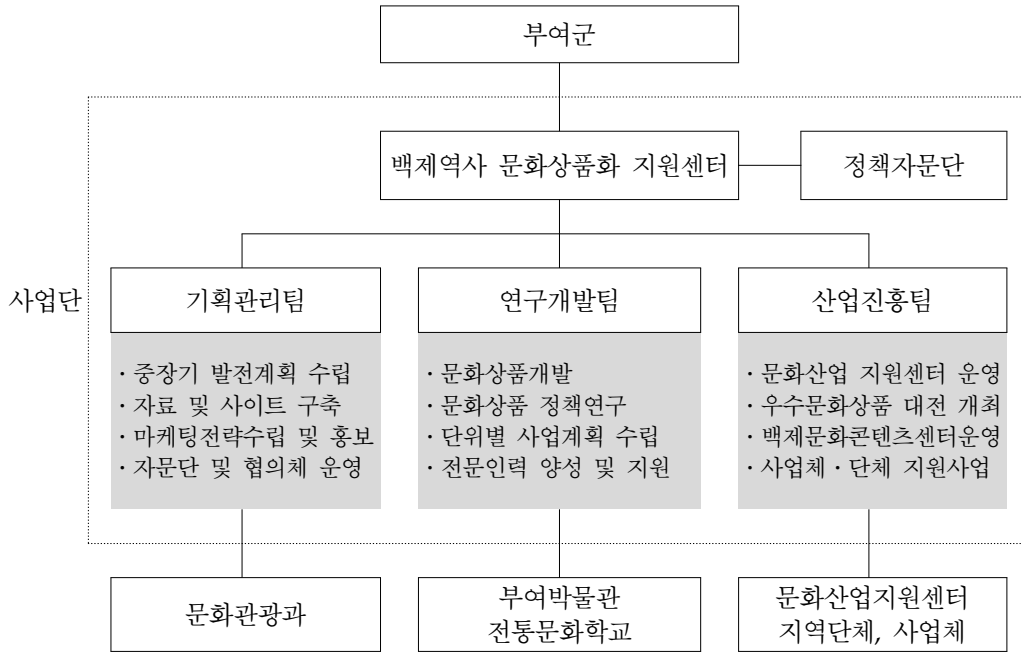 부여군
백제역사 문화상품화 지원센터
정책자문단
사업단
기획관리팀
· 중장기 발전계획 수립
· 자료 및 사이트 구축
· 마케팅전략수립 및 홍보
· 자문단 및 협의체 운영
연구개발팀
· 문화상품개발
· 문화상품 정책연구
· 단위별 사업계획 수립
· 전문인력 양성 및 지원
산업진흥팀
· 문화산업 지원센터 운영
· 우수문화상품 대전 개최
· 백제문화콘텐츠센터운영
· 사업체 · 단체 지원사업
문화관광과
부여박물관
전통문화학교
문화산업지원센터
지역단체, 사업체